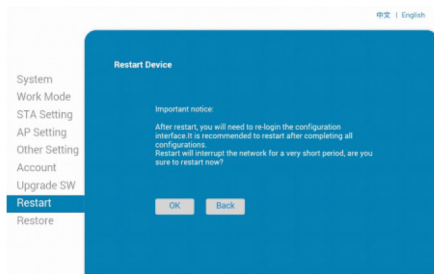 中文 | English
Restart Device
System
Work Mode
STA Setting
AP Setting
Other Setting
Account
Upgrade SW
Restart
Restore
Important notice:
After restart, you will need to re-login the configuration
interface.It is recommended to restart after completing all
configurations.
Restart will interrupt the network for a very short period, are you
sure to restart now?
OK Back